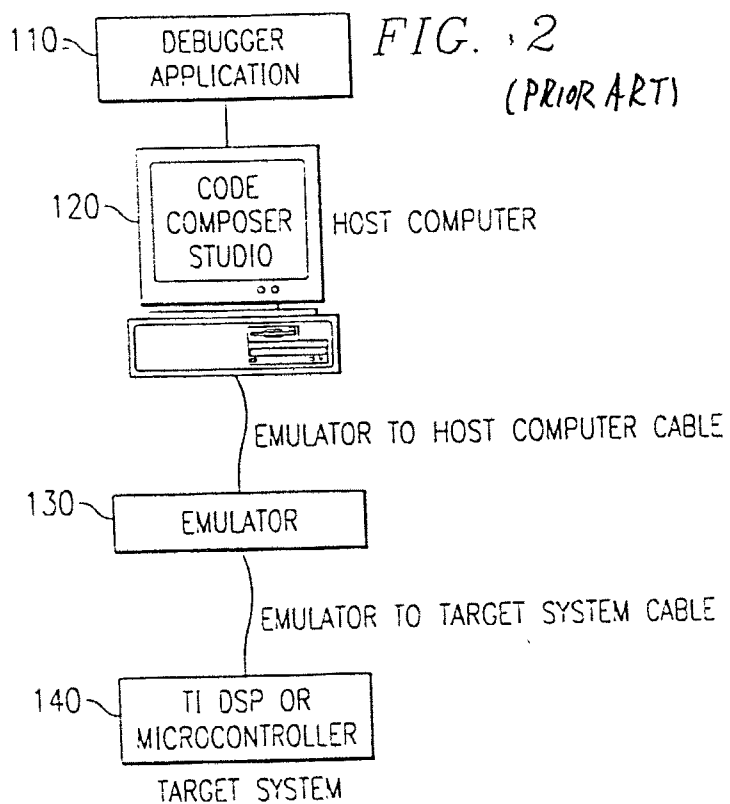 FIG. 2
(PRIOR ART)
110
DEBUGGER
APPLICATION
120
CODE
COMPOSER
STUDIO
HOST COMPUTER
EMULATOR TO HOST COMPUTER CABLE
130
EMULATOR
EMULATOR TO TARGET SYSTEM CABLE
140
TI DSP OR
MICROCONTROLLER
TARGET SYSTEM